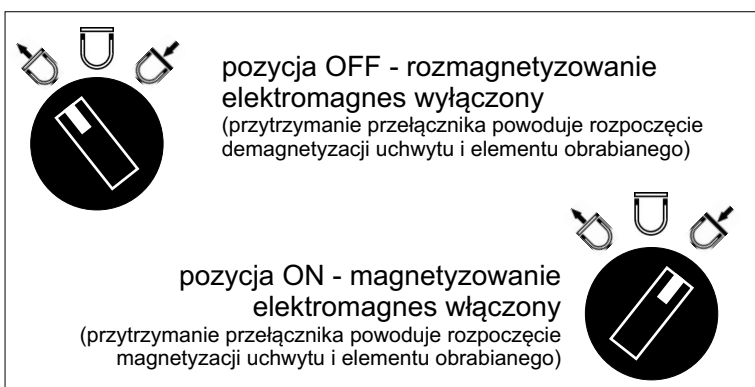 pozycja OFF - rozmagnetyzowanie
elektromagnes wyłączony
(przytrzymanie przełącznika powoduje rozpoczęcie
demagnetyzacji uchwytu i elementu obrabianego)
pozycja ON - magnetyzowanie
elektromagnes włączony
(przytrzymanie przełącznika powoduje rozpoczęcie
magnetyzacji uchwytu i elementu obrabianego)